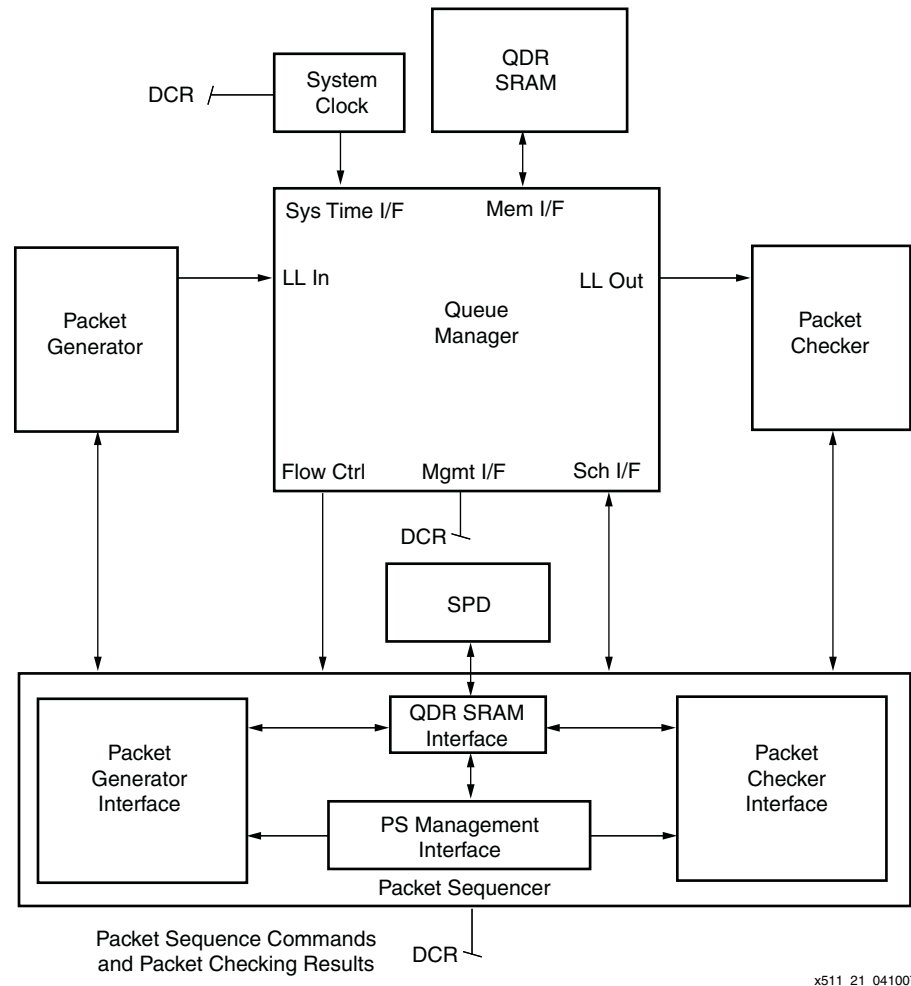 QDR
SRAM
System
Clock
DCR
Sys Time I/F
Mem I/F
LL In
LL Out
Queue
Manager
Packet
Generator
Packet
Checker
Flow Ctrl
Mgmt I/F
Sch I/F
DCR
SPD
QDR SRAM
Interface
Packet
Generator
Interface
Packet
Checker
Interface
PS Management
Interface
Packet Sequencer
Packet Sequence Commands
and Packet Checking Results
DCR
x511_21_041007